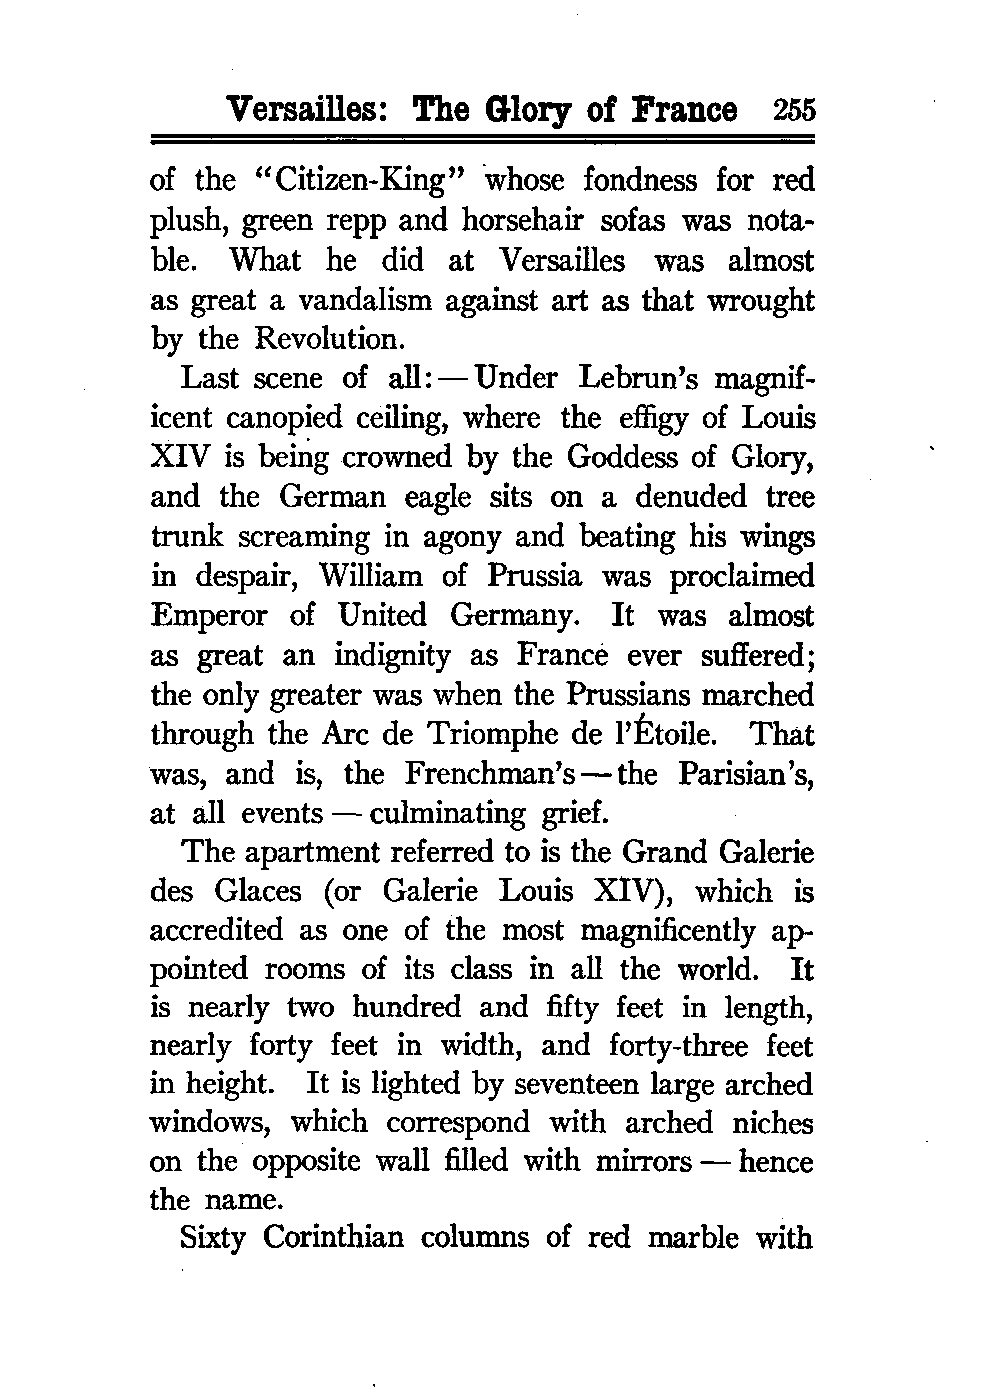 Versailles: The Glory of France 255
of the "Citizen-King" whose fondness for red
plush, green repp and horsehair sofas was nota-
ble. What he did at Versailles was almost
as great a vandalism against art as that wrought
by the Revolution.
Last scene of all: — Under Lebrun's magnif-
icent canopied ceiling, where the effigy of Louis
XIV is being crowned by the Goddess of Glory,
and the German eagle sits on a denuded tree
trunk screaming in agony and beating his wings
in despair, William of Prussia was proclaimed
Emperor of United Germany. It was almost
as great an indignity as France ever suffered;
the only greater was when the Prussians marched
through the Arc de Triomphe de l'Étoile. That
was, and is, the Frenchman's — the Parisian's,
at all events — culminating grief.
The apartment referred to is the Grand Galerie
des Glaces (or Galerie Louis XIV), which is
accredited as one of the most magnificently ap-
pointed rooms of its class in all the world. It
is nearly two hundred and fifty feet in length,
nearly forty feet in width, and forty-three feet
in height. It is lighted by seventeen large arched
windows, which correspond with arched niches
on the opposite wall filled with mirrors — hence
the name.
Sixty Corinthian columns of red marble with